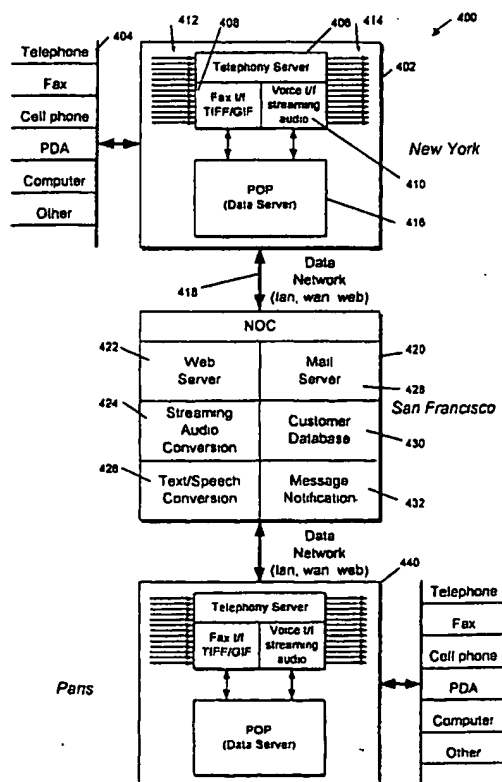 400
404
412
408
406
414
402
Telephone
Fax
Cell phone
PDA
Computer
Other
Telephony Server
Fax I/f
TIFF/GIF
Voice I/f
streaming
audio
410
New York
POP
(Data Server)
416
418
Data
Network
(lan, wan web)
NOC
420
422
Web
Server
Mail
Server
428
San Francisco
424
Streaming
Audio
Conversion
Customer
Database
430
426
Text/Speech
Conversion
Message
Notification
432
Data
Network
(lan, wan web)
440
Telephony Server
Fax I/f
TIFF/GIF
Voice I/f
streaming
audio
Paris
POP
(Data Server)
Telephone
Fax
Cell phone
PDA
Computer
Other